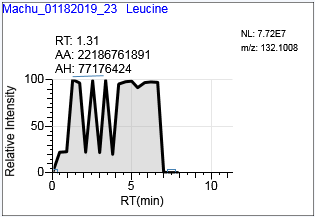 Machu_01182019_23 Leucine
NL: 7.72E7
m/z: 132.1008
RT: 1.31
AA: 22186761891
AH: 77176424
100
50
0
Relative Intensity
0 5 10
RT(min)